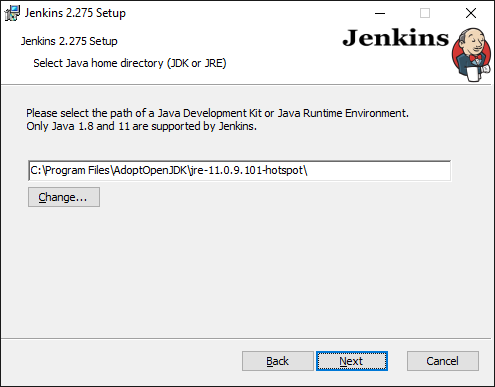 Jenkins 2.275 Setup
Jenkins 2.275 Setup
Jenkins
Select Java home directory (JDK or JRE)
Please select the path of a Java Development Kit or Java Runtime Environment.
Only Java 1.8 and 11 are supported by Jenkins.
C:\Program Files\AdoptOpenJDK\jre-11.0.9.101-hotspot\
Change...
Back Next Cancel